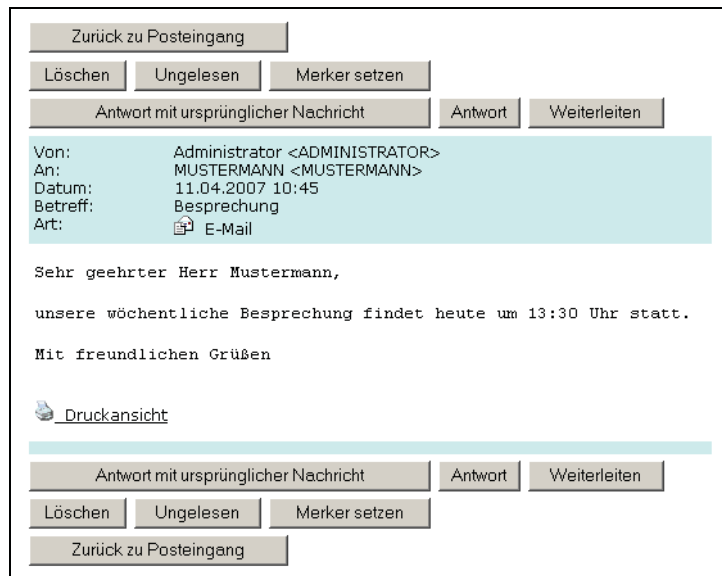 Zurück zu Posteingang
Löschen Ungelesen Merker setzen
Antwort mit ursprünglicher Nachricht Antwort Weiterleiten
Von: Administrator <ADMINISTRATOR>
An: MUSTERMANN <MUSTERMANN>
Datum: 11.04.2007 10:45
Betreff: Besprechung
Art: E-Mail
Sehr geehrter Herr Mustermann,
unsere wöchentliche Besprechung findet heute um 13:30 Uhr statt.
Mit freundlichen Grüßen
Druckansicht
Antwort mit ursprünglicher Nachricht Antwort Weiterleiten
Löschen Ungelesen Merker setzen
Zurück zu Posteingang